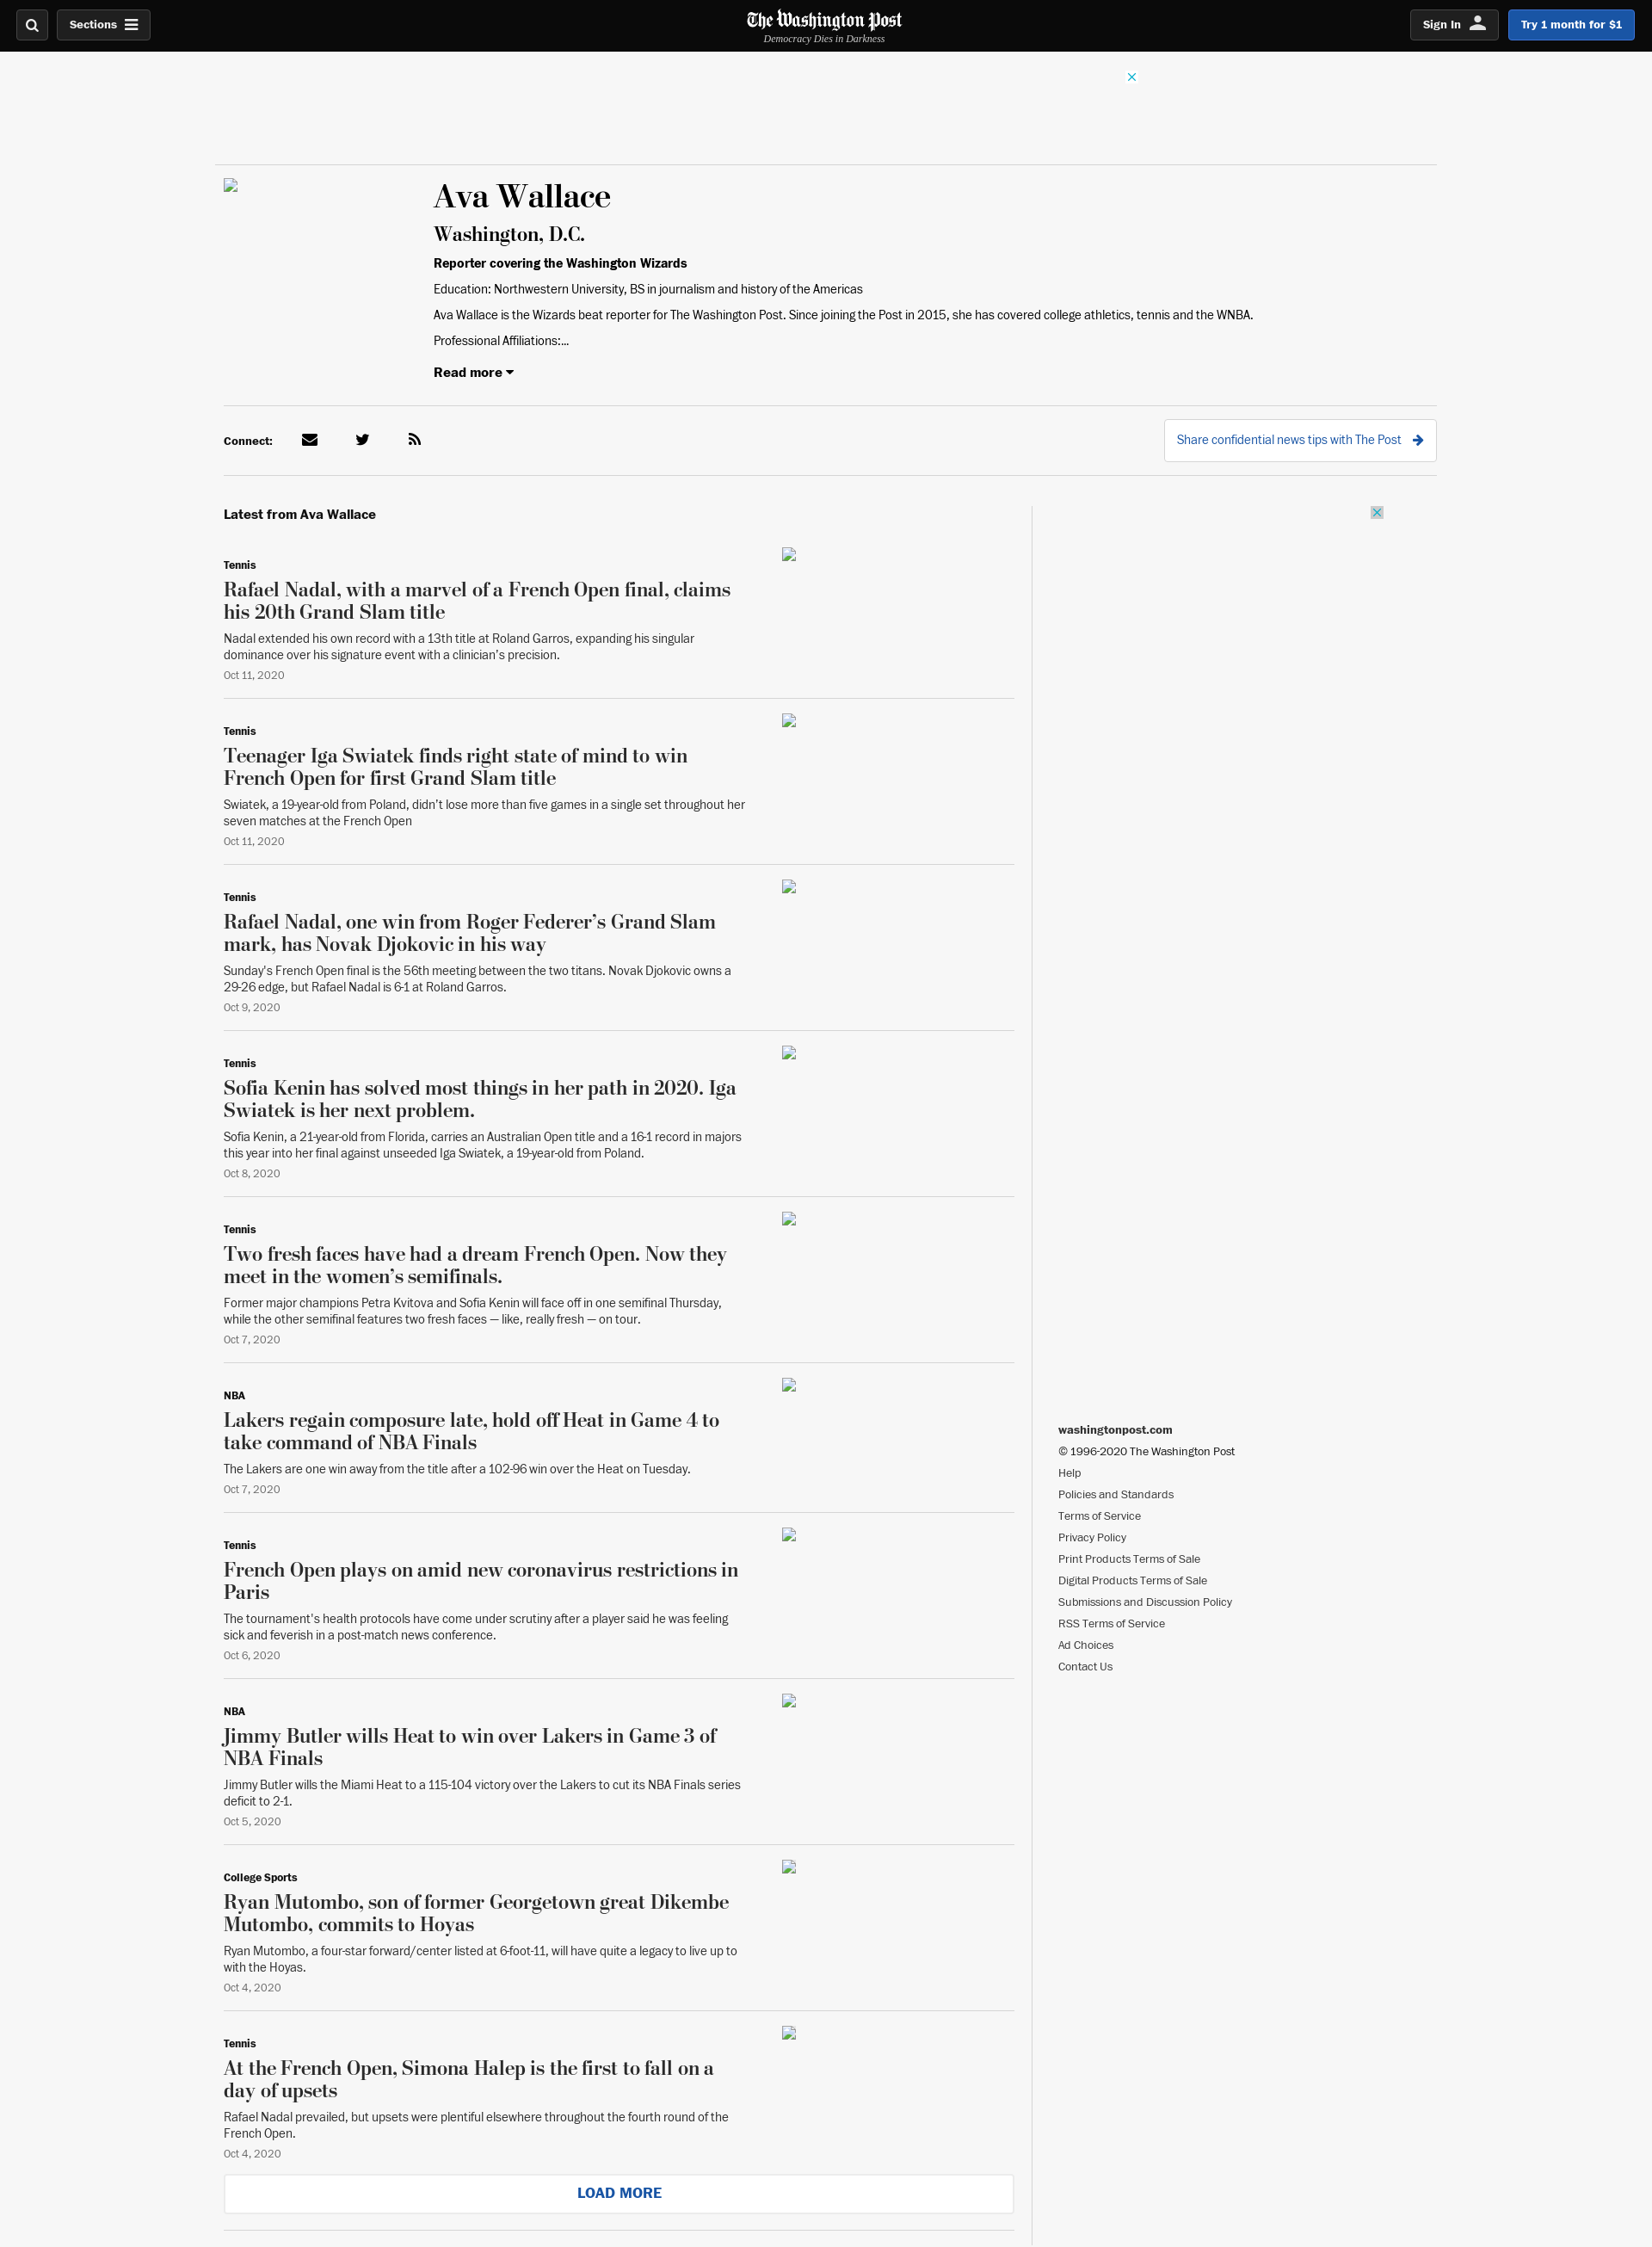 Sections
The Washington Post
Democracy Dies in Darkness
Sign In
Try 1 month for $1
Ava Wallace
Washington, D.C.
Reporter covering the Washington Wizards
Education: Northwestern University, BS in journalism and history of the Americas
Ava Wallace is the Wizards beat reporter for The Washington Post. Since joining the Post in 2015, she has covered college athletics, tennis and the WNBA.
Professional Affiliations:...
Read more
Connect:
Share confidential news tips with The Post
Latest from Ava Wallace
Tennis
Rafael Nadal, with a marvel of a French Open final, claims
his 20th Grand Slam title
Nadal extended his own record with a 13th title at Roland Garros, expanding his singular
dominance over his signature event with a clinician’s precision.
Oct 11, 2020
Tennis
Teenager Iga Swiatek finds right state of mind to win
French Open for first Grand Slam title
Swiatek, a 19-year-old from Poland, didn’t lose more than five games in a single set throughout her
seven matches at the French Open
Oct 11, 2020
Tennis
Rafael Nadal, one win from Roger Federer’s Grand Slam
mark, has Novak Djokovic in his way
Sunday's French Open final is the 56th meeting between the two titans. Novak Djokovic owns a
29-26 edge, but Rafael Nadal is 6-1 at Roland Garros.
Oct 9, 2020
Tennis
Sofia Kenin has solved most things in her path in 2020. Iga
Swiatek is her next problem.
Sofia Kenin, a 21-year-old from Florida, carries an Australian Open title and a 16-1 record in majors
this year into her final against unseeded Iga Swiatek, a 19-year-old from Poland.
Oct 8, 2020
Tennis
Two fresh faces have had a dream French Open. Now they
meet in the women’s semifinals.
Former major champions Petra Kvitova and Sofia Kenin will face off in one semifinal Thursday,
while the other semifinal features two fresh faces — like, really fresh — on tour.
Oct 7, 2020
NBA
Lakers regain composure late, hold off Heat in Game 4 to
take command of NBA Finals
The Lakers are one win away from the title after a 102-96 win over the Heat on Tuesday.
Oct 7, 2020
Tennis
French Open plays on amid new coronavirus restrictions in
Paris
The tournament's health protocols have come under scrutiny after a player said he was feeling
sick and feverish in a post-match news conference.
Oct 6, 2020
NBA
Jimmy Butler wills Heat to win over Lakers in Game 3 of
NBA Finals
Jimmy Butler wills the Miami Heat to a 115-104 victory over the Lakers to cut its NBA Finals series
deficit to 2-1.
Oct 5, 2020
College Sports
Ryan Mutombo, son of former Georgetown great Dikembe
Mutombo, commits to Hoyas
Ryan Mutombo, a four-star forward/center listed at 6-foot-11, will have quite a legacy to live up to
with the Hoyas.
Oct 4, 2020
Tennis
At the French Open, Simona Halep is the first to fall on a
day of upsets
Rafael Nadal prevailed, but upsets were plentiful elsewhere throughout the fourth round of the
French Open.
Oct 4, 2020
LOAD MORE
washingtonpost.com
© 1996-2020 The Washington Post
Help
Policies and Standards
Terms of Service
Privacy Policy
Print Products Terms of Sale
Digital Products Terms of Sale
Submissions and Discussion Policy
RSS Terms of Service
Ad Choices
Contact Us